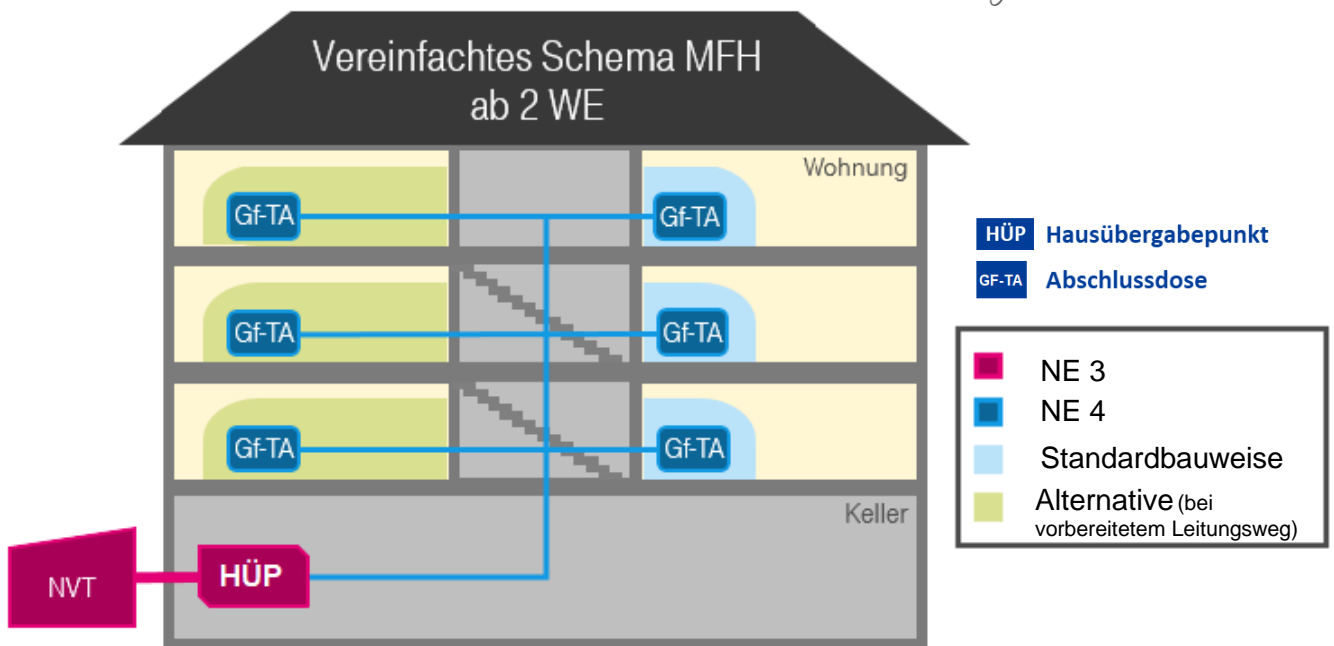 Vereinfachtes Schema MFH
ab 2 WE
Wohnung
Gf-TA
Gf-TA
Gf-TA
Gf-TA
Gf-TA
Gf-TA
Keller
NVT
HÜP
HÜP Hausübergabepunkt
GF-TA Abschlussdose
NE 3
NE 4
Standardbauweise
Alternative (bei
vorbereitetem Leitungsweg)